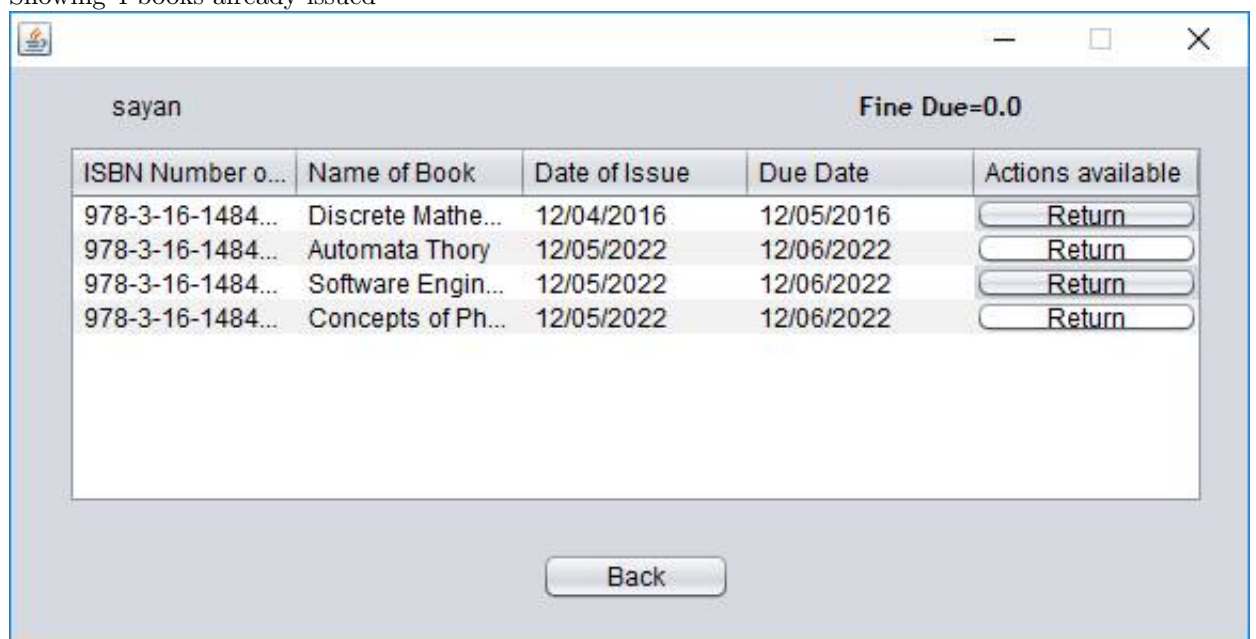 Showing 4 books already issued
sayan Fine Due=0.0
ISBN Number o... Name of Book Date of Issue Due Date Actions available
978-3-16-1484... Discrete Mathe... 12/04/2016 12/05/2016 Return
978-3-16-1484... Automata Thory 12/05/2022 12/06/2022 Return
978-3-16-1484... Software Engin... 12/05/2022 12/06/2022 Return
978-3-16-1484... Concepts of Ph... 12/05/2022 12/06/2022 Return
Back